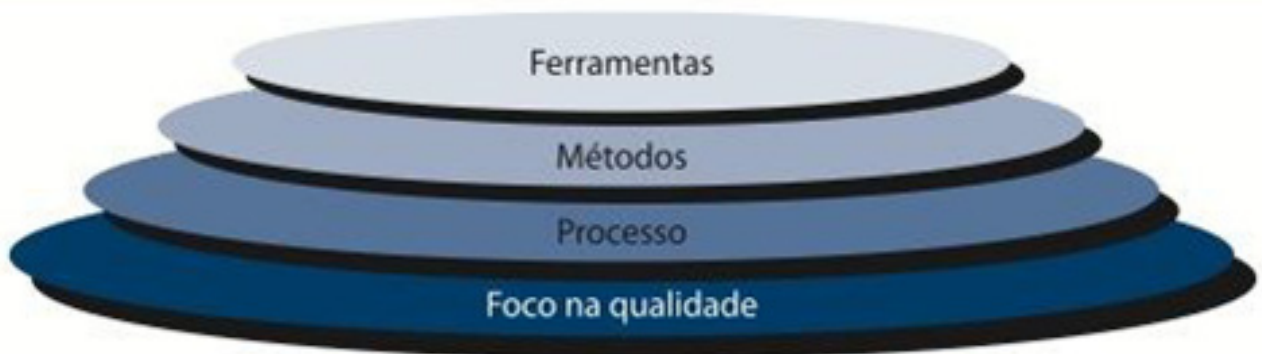 Ferramentas
Métodos
Processo
Foco na qualidade